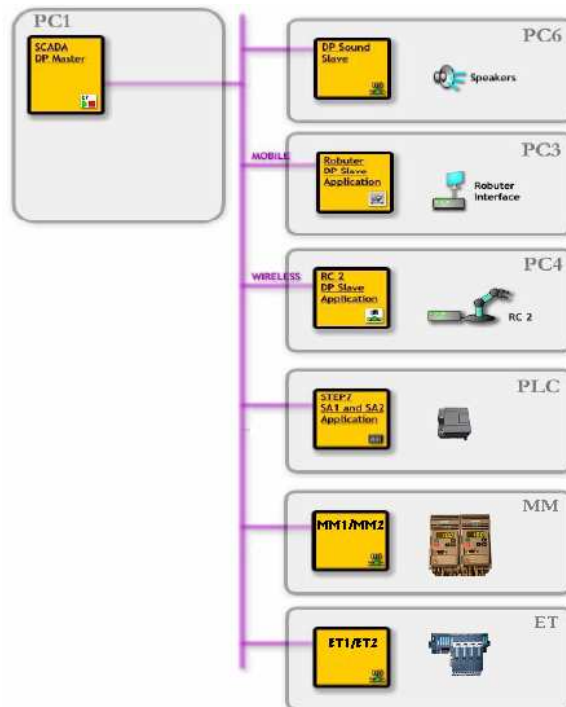 PC1
SCADA
DP Master
PC6
DP Sound
Slave
Speakers
MOBILE
PC3
Robuter
DP Slave
Application
Robuter
Interface
WIRELESS
PC4
RC 2
DP Slave
Application
RC 2
PLC
STEP7
SA1 and SA2
Application
MM
MM1/MM2
ET
ET1/ET2